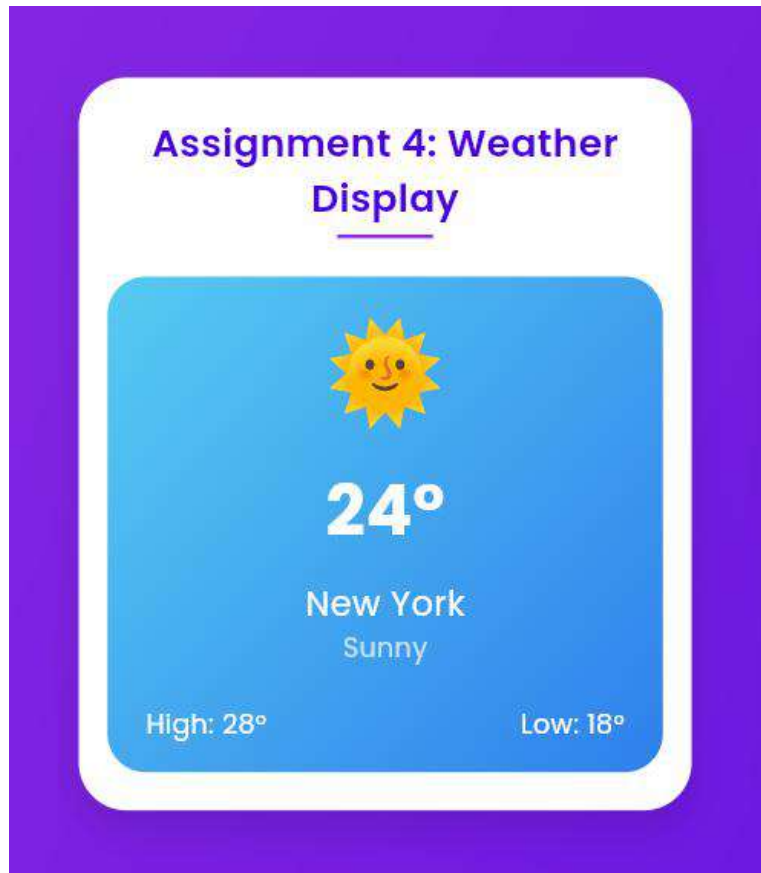 Assignment 4: Weather
Display
24°
New York
Sunny
High: 28°
Low: 18°